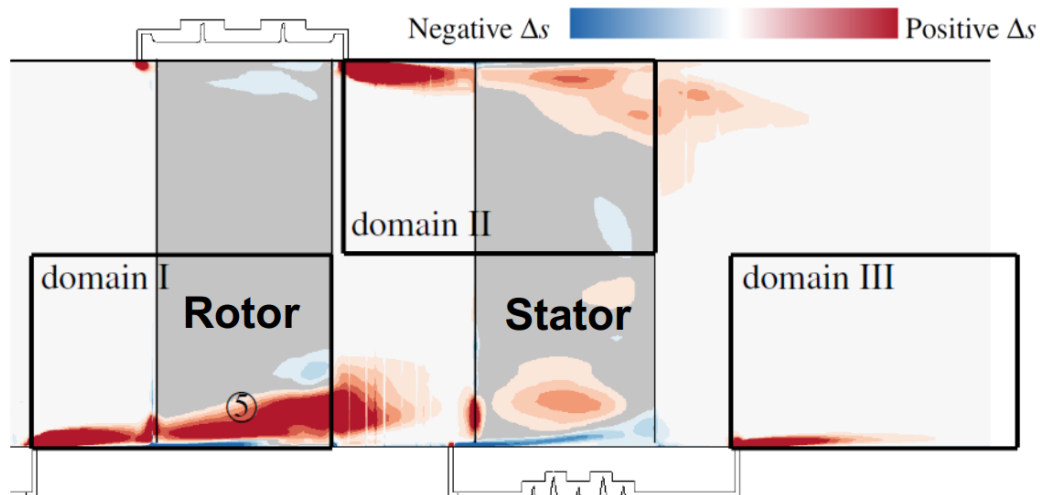 Negative Δs Positive Δs
domain II
domain I
domain III
Rotor
Stator
⑤